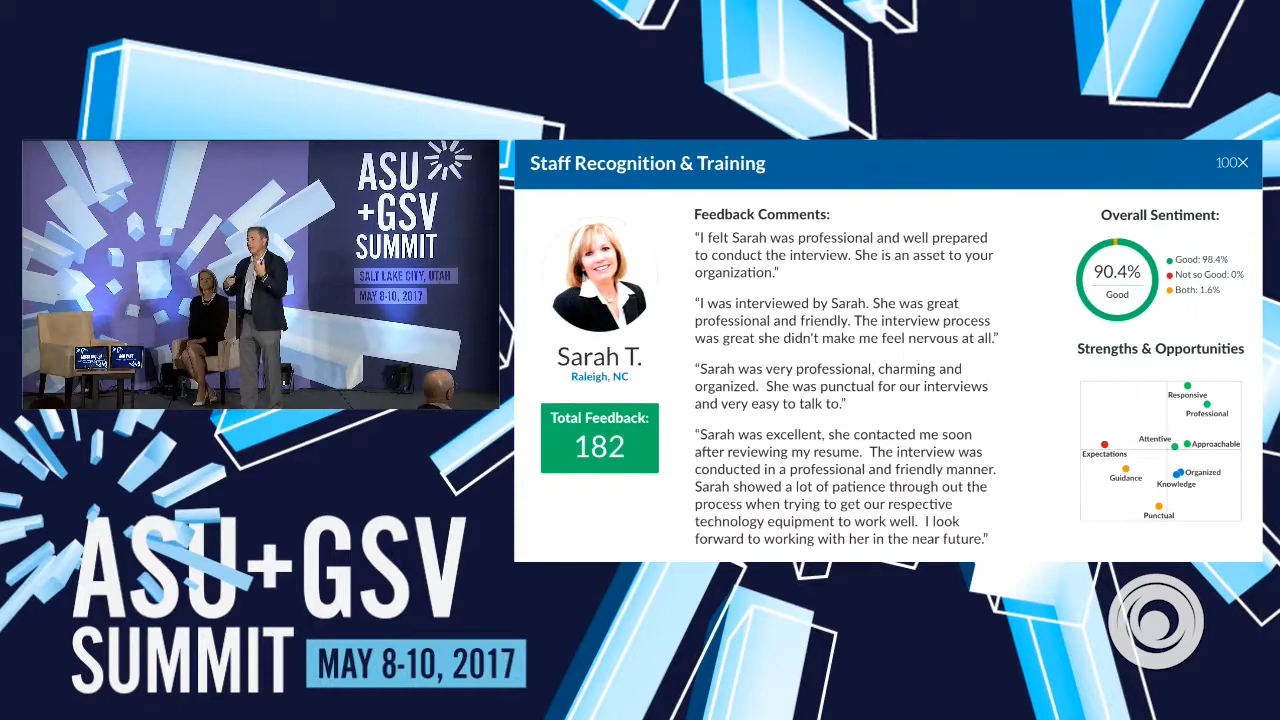 ASU
+GSV
SUMMIT
SALT LAKE CITY, UTAH
MAY 8-10, 2017
Staff Recognition & Training
100X
Sarah T.
Raleigh, NC
Total Feedback:
182
Feedback Comments:
“I felt Sarah was professional and well prepared
to conduct the interview. She is an asset to your
organization.”
“I was interviewed by Sarah. She was great
professional and friendly. The interview process
was great she didn't make me feel nervous at all.”
“Sarah was very professional, charming and
organized.  She was punctual for our interviews
and very easy to talk to.”
“Sarah was excellent, she contacted me soon
after reviewing my resume.  The interview was
conducted in a professional and friendly manner.
Sarah showed a lot of patience through out the
process when trying to get our respective
technology equipment to work well.  I look
forward to working with her in the near future.”
Overall Sentiment:
90.4%
Good
Good: 98.4%
Not so Good: 0%
Both: 1.6%
Strengths & Opportunities
Responsive
Professional
Attentive
Approachable
Expectations
Guidance
Organized
Knowledge
Punctual
ASU+GSV
SUMMIT
MAY 8-10, 2017